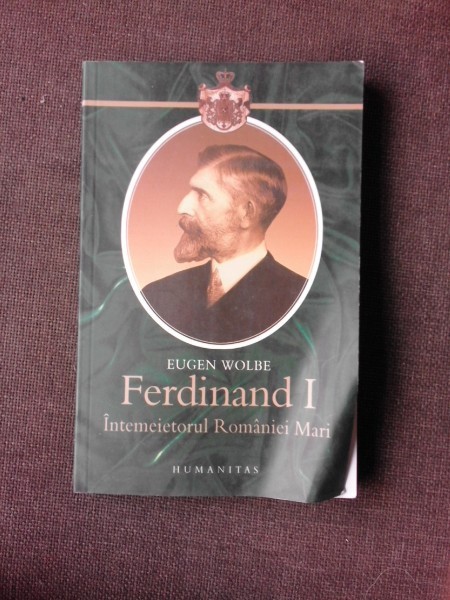 EUGEN WOLBE
Ferdinand I
Întemeietorul României Mari
HUMANITAS